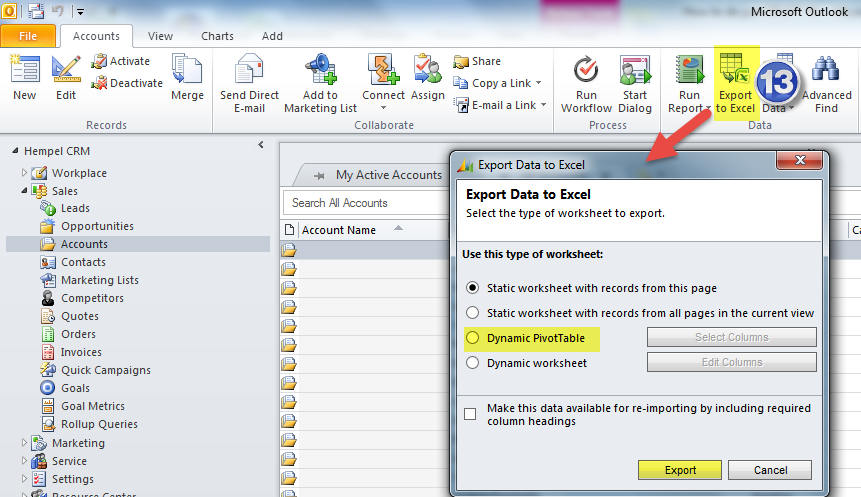 Microsoft Outlook
File
Accounts
View
Charts
Add
New
Edit
Activate
Deactivate
Merge
Records
Send Direct
E-mail
Add to
Marketing List
Connect
Assign
Share
Copy a Link
E-mail a Link
Collaborate
Run
Workflow
Start
Dialog
Process
Run
Report
Export
to Excel
13
Data
Advanced
Find
Data
Hempel CRM
Workplace
Sales
Leads
Opportunities
Accounts
Contacts
Marketing Lists
Competitors
Quotes
Orders
Invoices
Quick Campaigns
Goals
Goal Metrics
Rollup Queries
Marketing
Service
Settings
Resource Center
My Active Accounts
Search All Accounts
Account Name
Ca
Export Data to Excel
Export Data to Excel
Select the type of worksheet to export.
Use this type of worksheet:
Static worksheet with records from this page
Static worksheet with records from all pages in the current view
Dynamic PivotTable
Select Columns
Dynamic worksheet
Edit Columns
Make this data available for re-importing by including required
column headings
Export
Cancel